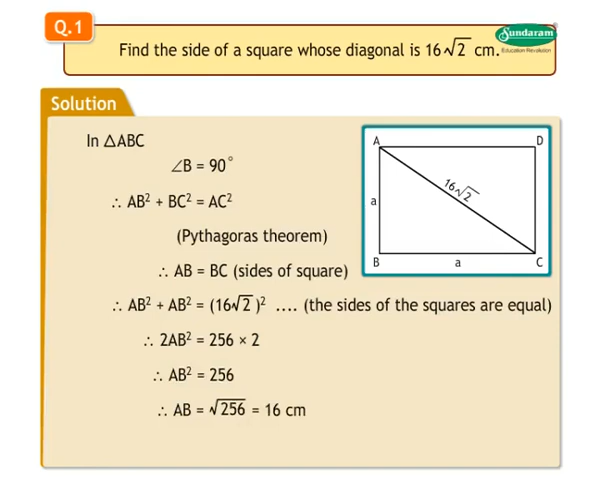 Q.1
Sundaram
Education Revolution
Find the side of a square whose diagonal is 16√2 cm.
Solution
In △ABC
∠B = 90°
∴ AB² + BC² = AC²
(Pythagoras theorem)
∴ AB = BC (sides of square)
∴ AB² + AB² = (16√2 )² .... (the sides of the squares are equal)
∴ 2AB² = 256 × 2
∴ AB² = 256
∴ AB = √256 = 16 cm
A
D
16√2
a
B
a
C